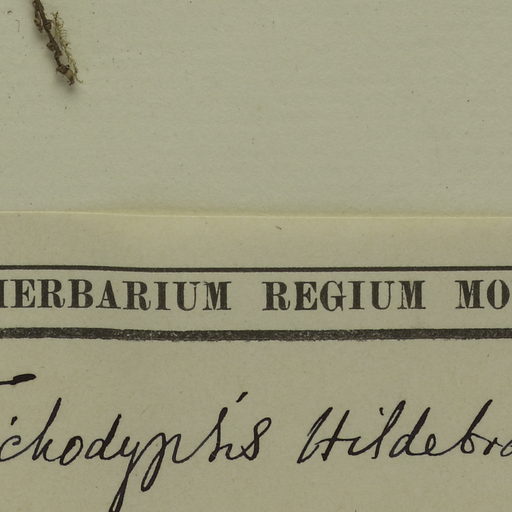 HERBARIUM REGIUM MO
ichodypsis Hildebra